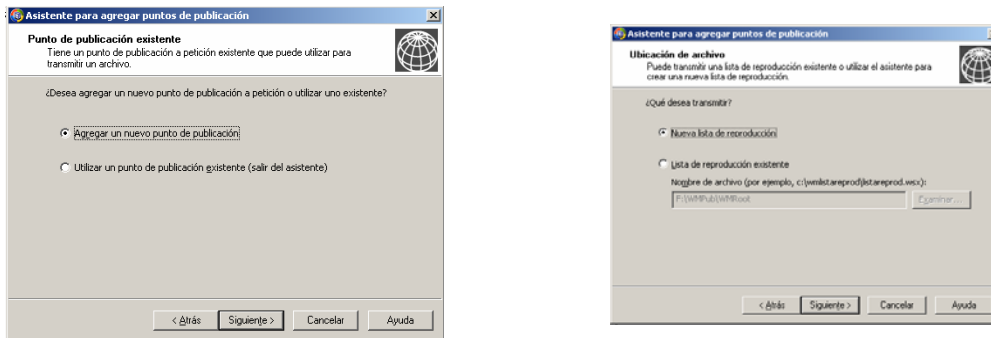 Asistente para agregar puntos de publicación
Punto de publicación existente
Tiene un punto de publicación a petición existente que puede utilizar para
transmitir un archivo.
¿Desea agregar un nuevo punto de publicación a petición o utilizar uno existente?
Agregar un nuevo punto de publicación
Utilizar un punto de publicación existente (salir del asistente)
< Atrás
Siguiente >
Cancelar
Ayuda
Asistente para agregar puntos de publicación
Ubicación de archivo
Puede transmitir una lista de reproducción existente o utilizar el asistente para
crear una nueva lista de reproducción.
¿Qué desea transmitir?
Nueva lista de reproducción
Lista de reproducción existente
Nombre de archivo (por ejemplo, c:\wmlistareprod\listareprod.wsx):
F:\WMPub\WMRoot
Examinar...
< Atrás
Siguiente >
Cancelar
Ayuda